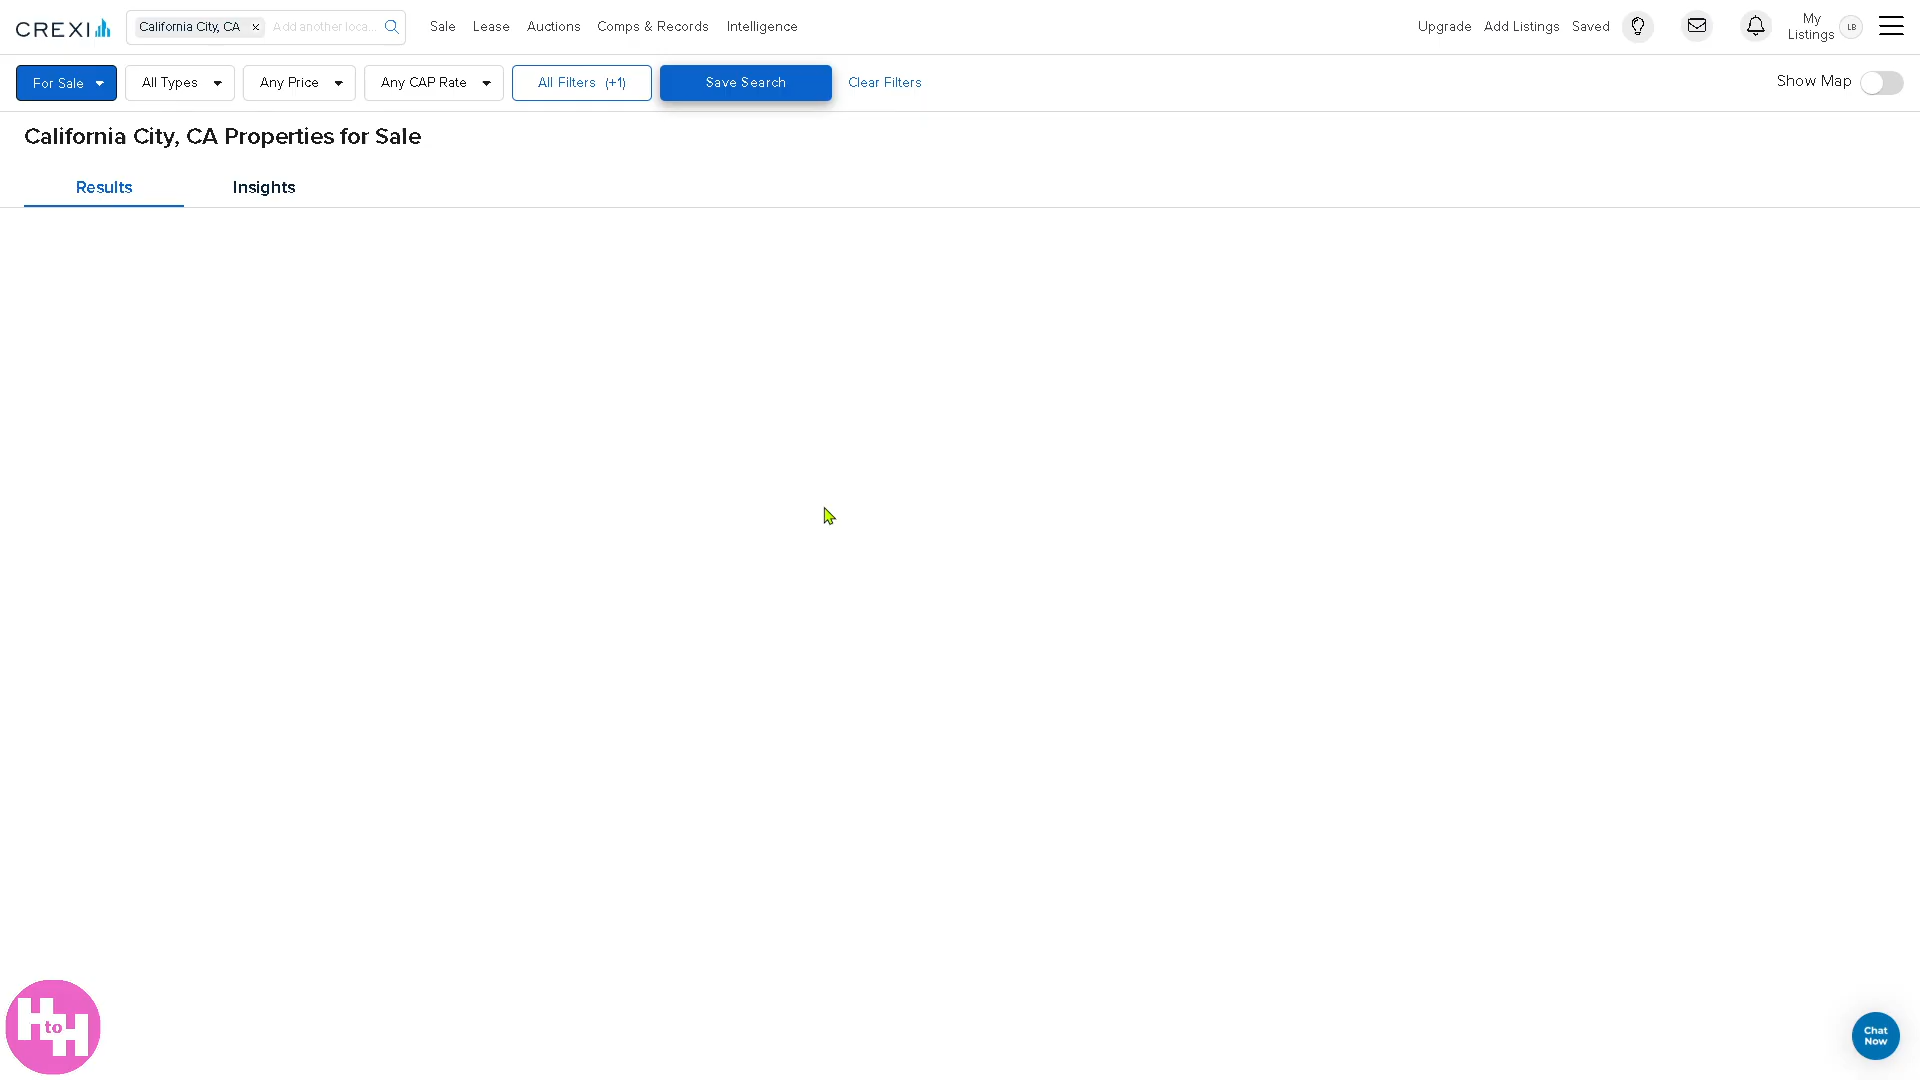 CREXI
California City, CA × Add another loca...
Sale Lease Auctions Comps & Records Intelligence
Upgrade Add Listings Saved
My Listings
LB
For Sale All Types Any Price Any CAP Rate All Filters (+1) Save Search Clear Filters
Show Map
California City, CA Properties for Sale
Results Insights
H to H
Chat
Now